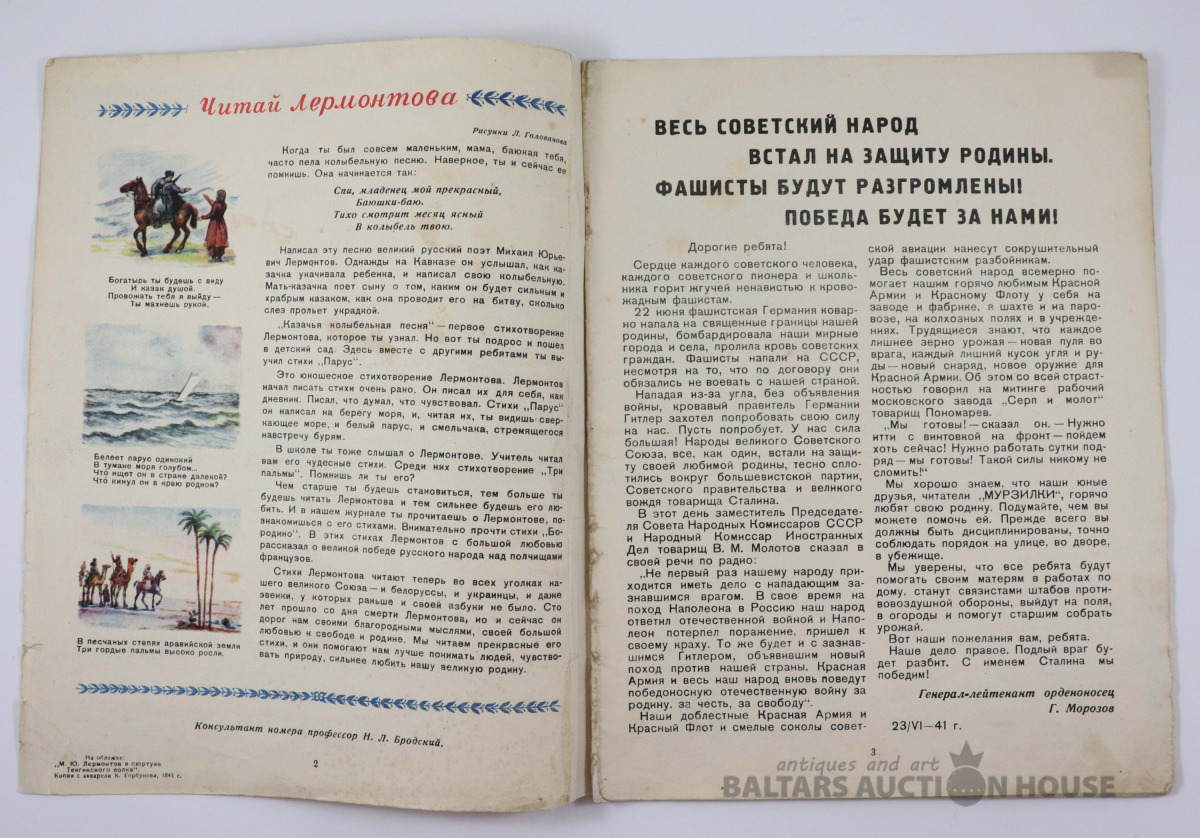 Читай Лермонтова
Рисунки Л. Голованова
Когда ты был совсем маленьким, мама, баюкая тебя,
часто пела колыбельную песню. Наверное, ты и сейчас ее
помнишь. Она начинается так:
Спи, младенец мой прекрасный,
Баюшки-баю.
Тихо смотрит месяц ясный
В колыбель твою.
Написал эту песню великий русский поэт Михаил Юрье-
вич Лермонтов. Однажды на Кавказе он услышал, как ка-
зачка укачивала ребенка, и написал свою колыбельную.
Мать-казачка поет сыну о том, каким он будет сильным и
храбрым казаком, как она проводит его на битву, сколько
слез прольет украдкой.
„Казачья колыбельная песня“ — первое стихотворение
Лермонтова, которое ты узнал. Но вот ты подрос и пошел
в детский сад. Здесь вместе с другими ребятами ты вы-
учил стихи „Парус“.
Это юношеское стихотворение Лермонтова. Лермонтов
начал писать стихи очень рано. Он писал их для себя, как
дневник. Писал, что думал, что чувствовал. Стихи „Парус“
он написал на берегу моря, и, читая их, ты видишь свер-
кающее море, и белый парус, и смельчака, стремящегося
навстречу бурям.
В школе ты тоже слышал о Лермонтове. Учитель читал
вам его чудесные стихи. Среди них стихотворение „Три
пальмы“. Помнишь ли ты его?
Чем старше ты будешь становиться, тем больше ты
будешь читать Лермонтова и тем сильнее будешь его лю-
бить. И в нашем журнале ты прочитаешь о Лермонтове, по-
знакомишься с его стихами. Внимательно прочти стихи „Бо-
родино“. В этих стихах Лермонтов с большой любовью
рассказал о великой победе русского народа над полчищами
французов.
Стихи Лермонтова читают теперь во всех уголках на-
шего великого Союза — и белоруссы, и украинцы, и даже
эвенки, у которых раньше и своей азбуки не было. Сто
лет прошло со дня смерти Лермонтова, но и сейчас он
дорог нам своими благородными мыслями, своей большой
любовью к свободе и родине. Мы читаем прекрасные его
стихи, и они помогают нам лучше понимать людей, чувство-
вать природу, сильнее любить нашу великую родину.
Богатырь ты будешь с виду
И казак душой.
Провожать тебя я выйду —
Ты махнешь рукой.
Белеет парус одинокий
В тумане моря голубом...
Что ищет он в стране далекой?
Что кинул он в краю родном?
В песчаных степях аравийской земли
Три гордые пальмы высоко росли.
Консультант номера профессор Н. Л. Бродский.
На обложке:
„М. Ю. Лермонтов в сюртуке
Тенгинского полка“.
Копия с акварели К. Горбунова, 1841 г.
2
ВЕСЬ СОВЕТСКИЙ НАРОД
ВСТАЛ НА ЗАЩИТУ РОДИНЫ.
ФАШИСТЫ БУДУТ РАЗГРОМЛЕНЫ!
ПОБЕДА БУДЕТ ЗА НАМИ!
Дорогие ребята!
Сердце каждого советского человека,
каждого советского пионера и школь-
ника горит жгучей ненавистью к крово-
жадным фашистам.
22 июня фашистская Германия ковар-
но напала на священные границы нашей
родины, бомбардировала наши мирные
города и села, пролила кровь советских
граждан. Фашисты напали на СССР,
несмотря на то, что по договору они
обязались не воевать с нашей страной.
Нападая из-за угла, без объявления
войны, кровавый правитель Германии
Гитлер захотел попробовать свою силу
на нас. Пусть попробует. У нас сила
большая! Народы великого Советского
Союза, все, как один, встали на защи-
ту своей любимой родины, тесно спло-
тились вокруг большевистской партии,
Советского правительства и великого
вождя товарища Сталина.
В этот день заместитель Председате-
ля Совета Народных Комиссаров СССР
и Народный Комиссар Иностранных
Дел товарищ В. М. Молотов сказал в
своей речи по радио:
„Не первый раз нашему народу при-
ходится иметь дело с нападающим за-
знавшимся врагом. В свое время на
поход Наполеона в Россию наш народ
ответил отечественной войной и Напо-
леон потерпел поражение, пришел к
своему краху. То же будет и с зазнав-
шимся Гитлером, объявившим новый
поход против нашей страны. Красная
Армия и весь наш народ вновь поведут
победоносную отечественную войну за
родину, за честь, за свободу“.
Наши доблестные Красная Армия и
Красный Флот и смелые соколы совет-
ской авиации нанесут сокрушительный
удар фашистским разбойникам.
Весь советский народ всемерно по-
могает нашим горячо любимым Красной
Армии и Красному Флоту у себя на
заводе и фабрике, в шахте и на паро-
возе, на колхозных полях и в учрежде-
ниях. Трудящиеся знают, что каждое
лишнее зерно урожая — новая пуля во
врага, каждый лишний кусок угля и ру-
ды — новый снаряд, новое оружие для
Красной Армии. Об этом со всей страст-
ностью говорил на митинге рабочий
московского завода „Серп и молот“
товарищ Пономарев.
„Мы готовы! — сказал он. — Нужно
итти с винтовкой на фронт — пойдем
хоть сейчас! Нужно работать сутки под-
ряд — мы готовы! Такой силы никому не
сломить!“
Мы хорошо знаем, что наши юные
друзья, читатели „МУРЗИЛКИ“, горячо
любят свою родину. Подумайте, чем вы
можете помочь ей. Прежде всего вы
должны быть дисциплинированы, точно
соблюдать порядок на улице, во дворе,
в убежище.
Мы уверены, что все ребята будут
помогать своим матерям в работах по
дому, станут связистами штабов проти-
вовоздушной обороны, выйдут на поля,
в огороды и помогут старшим собрать
урожай.
Вот наши пожелания вам, ребята.
Наше дело правое. Подлый враг бу-
дет разбит. С именем Сталина мы
победим!
Генерал-лейтенант орденоносец
Г. Морозов
23/VI—41 г.
3
antiques and art
BALTARS AUCTION HOUSE